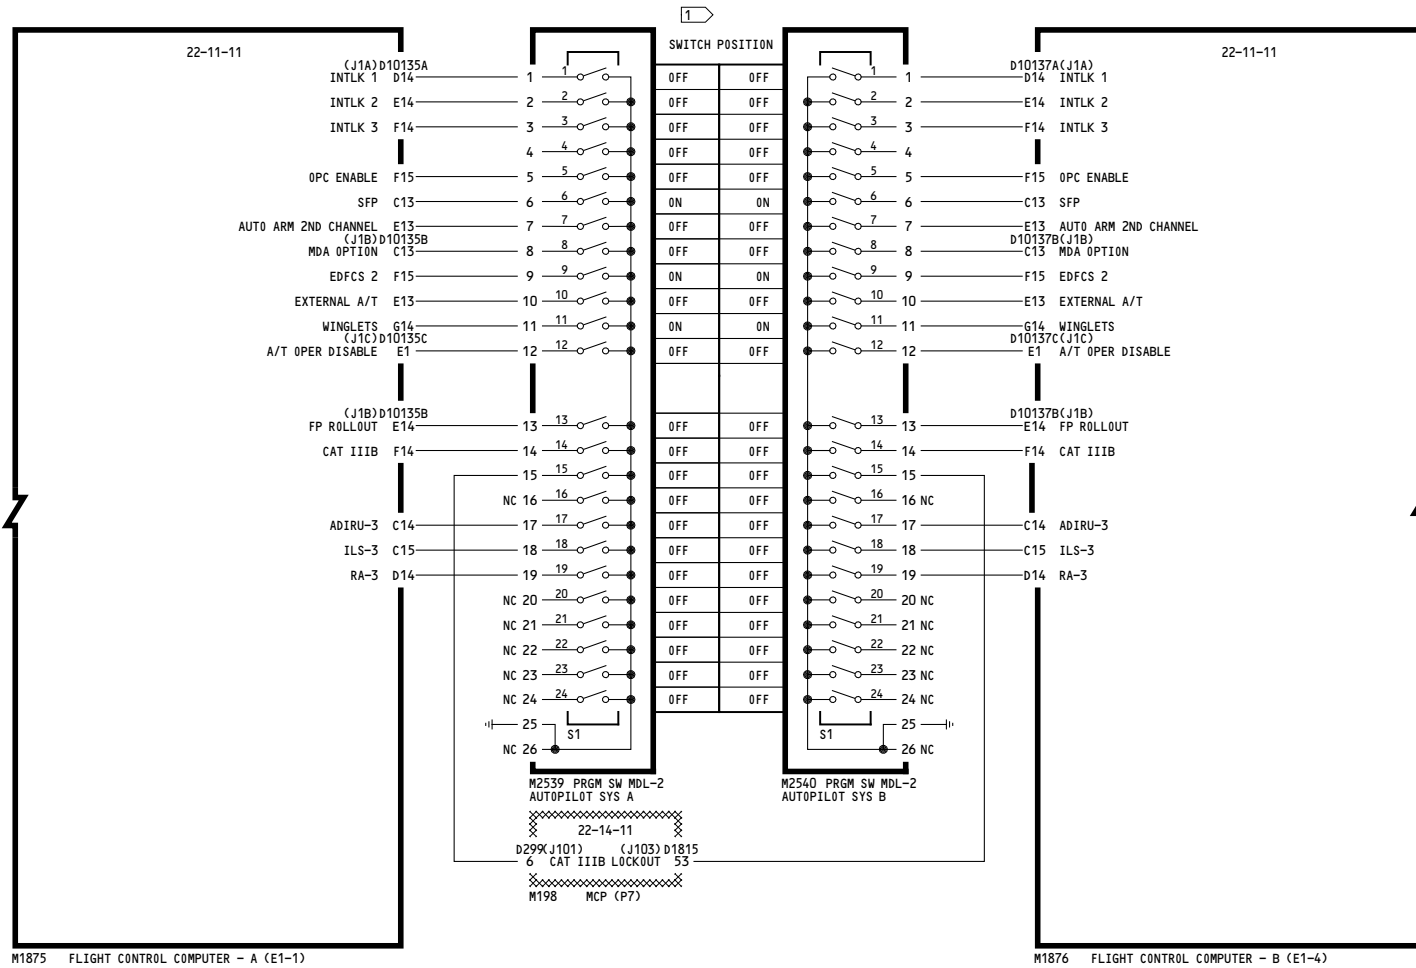 1
SWITCH POSITION
22-11-11
22-11-11
(J1A) D10135A
D10137A (J1A)
INTLK 1 D14 1 1 OFF OFF 1 1 D14 INTLK 1
INTLK 2 E14 2 2 OFF OFF 2 2 E14 INTLK 2
INTLK 3 F14 3 3 OFF OFF 3 3 F14 INTLK 3
4 4 OFF OFF 4 4
OPC ENABLE F15 5 5 OFF OFF 5 5 F15 OPC ENABLE
SFP C13 6 6 ON ON 6 6 C13 SFP
AUTO ARM 2ND CHANNEL E13 7 7 OFF OFF 7 7 E13 AUTO ARM 2ND CHANNEL
(J1B) D10135B
D10137B (J1B)
MDA OPTION C13 8 8 OFF OFF 8 8 C13 MDA OPTION
EDFCS 2 F15 9 9 ON ON 9 9 F15 EDFCS 2
EXTERNAL A/T E13 10 10 OFF OFF 10 10 E13 EXTERNAL A/T
WINGLETS G14 11 11 ON ON 11 11 G14 WINGLETS
(J1C) D10135C
D10137C (J1C)
A/T OPER DISABLE E1 12 12 OFF OFF 12 12 E1 A/T OPER DISABLE
(J1B) D10135B
D10137B (J1B)
FP ROLLOUT E14 13 13 OFF OFF 13 13 E14 FP ROLLOUT
CAT IIIB F14 14 14 OFF OFF 14 14 F14 CAT IIIB
15 15 OFF OFF 15 15
NC 16 16 OFF OFF 16 16 NC
ADIRU-3 C14 17 17 OFF OFF 17 17 C14 ADIRU-3
ILS-3 C15 18 18 OFF OFF 18 18 C15 ILS-3
RA-3 D14 19 19 OFF OFF 19 19 D14 RA-3
NC 20 20 OFF OFF 20 20 NC
NC 21 21 OFF OFF 21 21 NC
NC 22 22 OFF OFF 22 22 NC
NC 23 23 OFF OFF 23 23 NC
NC 24 24 OFF OFF 24 24 NC
25 S1 S1 25
NC 26 26 NC
M2539 PRGM SW MDL-2
AUTOPILOT SYS A
M2540 PRGM SW MDL-2
AUTOPILOT SYS B
22-14-11
D299 (J101) (J103) D1815
6 CAT IIIB LOCKOUT 53
M198 MCP (P7)
M1875 FLIGHT CONTROL COMPUTER - A (E1-1)
M1876 FLIGHT CONTROL COMPUTER - B (E1-4)